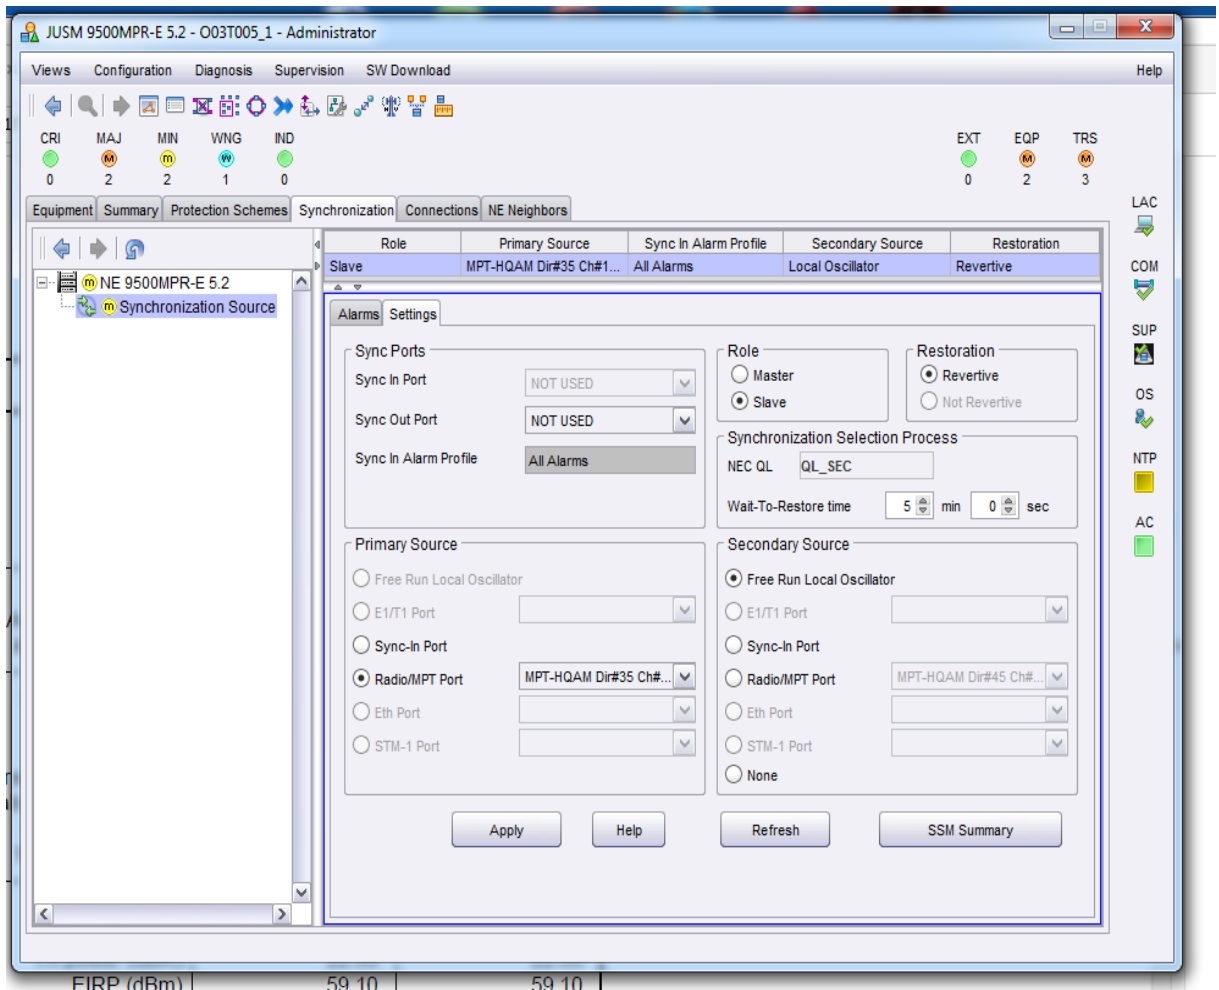 JUSM 9500MPR-E 5.2 - O03T005_1 - Administrator
Views Configuration Diagnosis Supervision SW Download Help
CRI MAJ MIN WNG IND EXT EQP TRS
M m W M M
0 2 2 1 0 0 2 3
Equipment Summary Protection Schemes Synchronization Connections NE Neighbors
LAC
COM
SUP
OS
NTP
AC
m NE 9500MPR-E 5.2
m Synchronization Source
Role Primary Source Sync In Alarm Profile Secondary Source Restoration
Slave MPT-HQAM Dir#35 Ch#1... All Alarms Local Oscillator Revertive
Alarms Settings
Sync Ports
Sync In Port NOT USED
Sync Out Port NOT USED
Sync In Alarm Profile All Alarms
Role
Master
Slave
Restoration
Revertive
Not Revertive
Synchronization Selection Process
NEC QL QL_SEC
Wait-To-Restore time 5 min 0 sec
Primary Source
Free Run Local Oscillator
E1/T1 Port
Sync-In Port
Radio/MPT Port MPT-HQAM Dir#35 Ch#...
Eth Port
STM-1 Port
Secondary Source
Free Run Local Oscillator
E1/T1 Port
Sync-In Port
Radio/MPT Port MPT-HQAM Dir#45 Ch#...
Eth Port
STM-1 Port
None
Apply Help Refresh SSM Summary
EIRP (dBm) 59.10 59.10